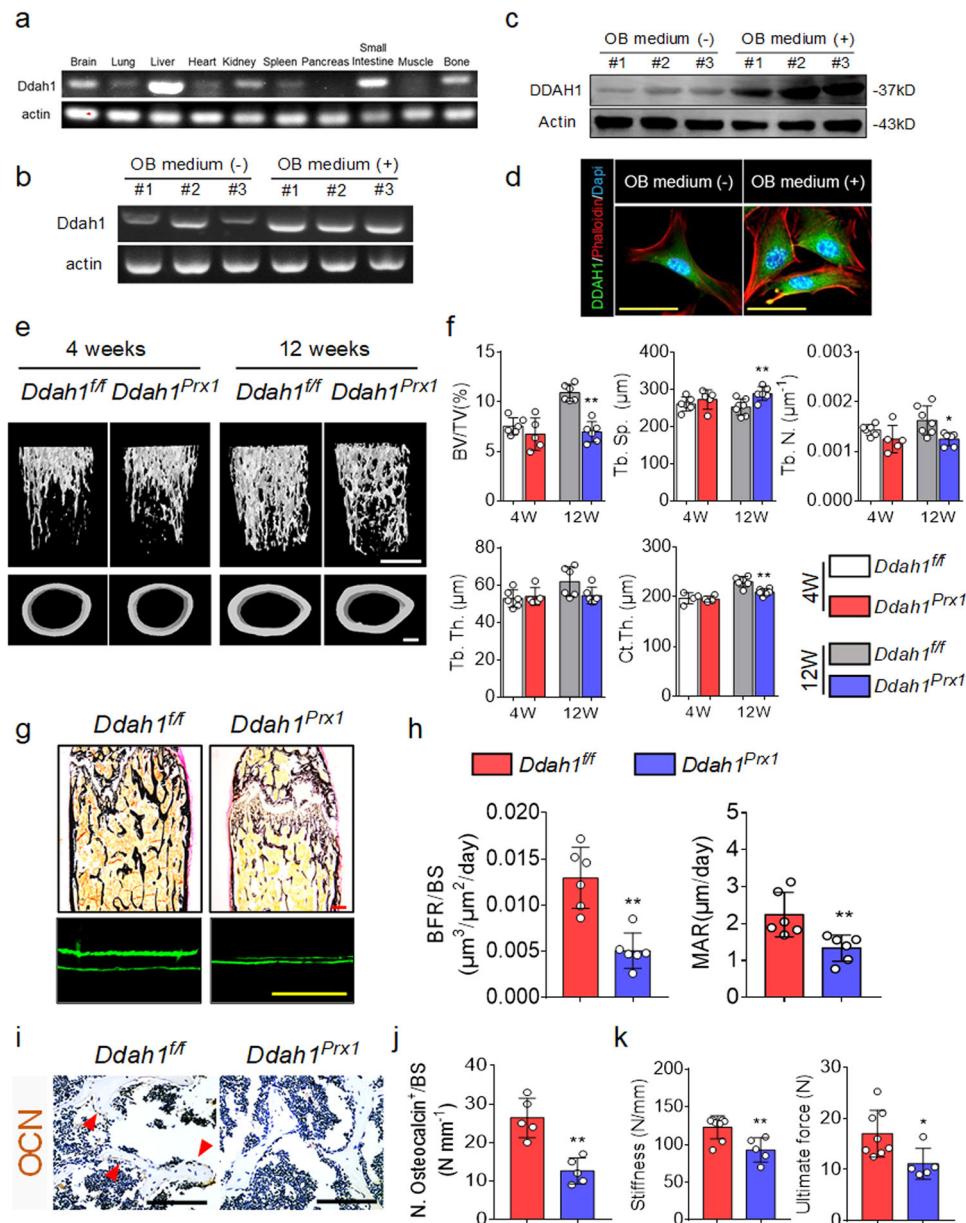 a
Brain Lung Liver Heart Kidney Spleen Pancreas Small Intestine Muscle Bone
Ddah1
actin
b
OB medium (-) OB medium (+)
#1 #2 #3 #1 #2 #3
Ddah1
actin
c
OB medium (-) OB medium (+)
#1 #2 #3 #1 #2 #3
DDAH1 -37kD
Actin -43kD
d
OB medium (-) OB medium (+)
DDAH1/Phalloidin/Dapi
e
4 weeks 12 weeks
Ddah1f/f Ddah1Prx1 Ddah1f/f Ddah1Prx1
f
BV/TV(%)
15
10
5
0
**
4W 12W
Tb. Sp. (μm)
400
300
200
100
0
**
4W 12W
Tb. N. (μm-1)
0.003
0.002
0.001
0.000
*
4W 12W
Tb. Th. (μm)
80
60
40
20
0
4W 12W
Ct.Th. (μm)
300
200
100
0
**
4W 12W
4W
Ddah1f/f
Ddah1Prx1
12W
Ddah1f/f
Ddah1Prx1
g
Ddah1f/f Ddah1Prx1
h
Ddah1f/f Ddah1Prx1
BFR/BS
(μm3/μm2/day)
0.020
0.015
0.010
0.005
0.000
**
MAR(μm/day)
5
4
3
2
1
0
**
i
Ddah1f/f Ddah1Prx1
OCN
j
N. Osteocalcin+/BS
(N mm-1)
40
30
20
10
0
**
k
Stiffness (N/mm)
200
150
100
50
0
**
Ultimate force (N)
30
20
10
0
*